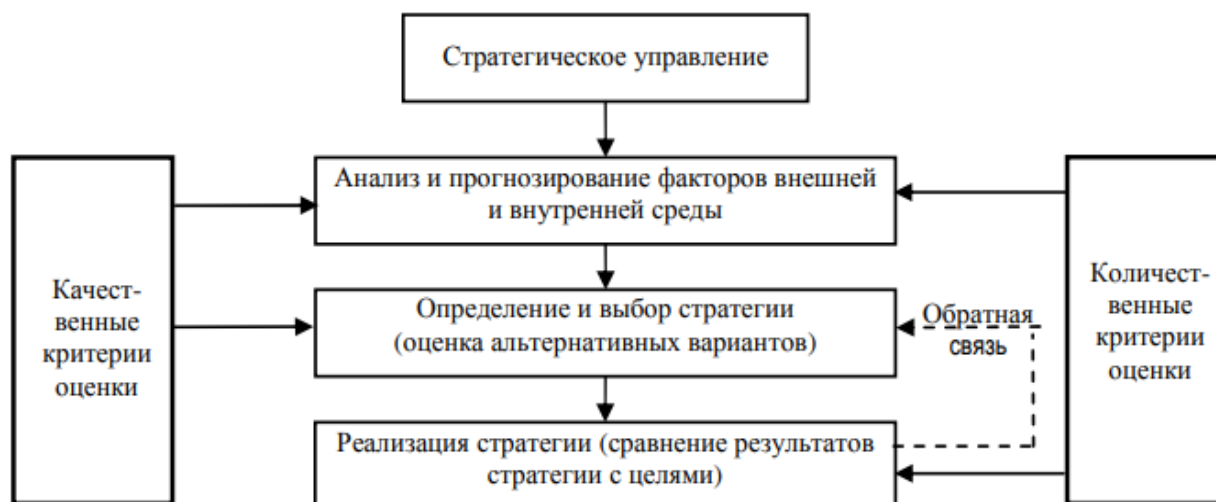 Стратегическое управление
Анализ и прогнозирование факторов внешней
и внутренней среды
Качест-
венные
критерии
оценки
Определение и выбор стратегии
(оценка альтернативных вариантов)
Обратная
связь
Количест-
венные
критерии
оценки
Реализация стратегии (сравнение результатов
стратегии с целями)